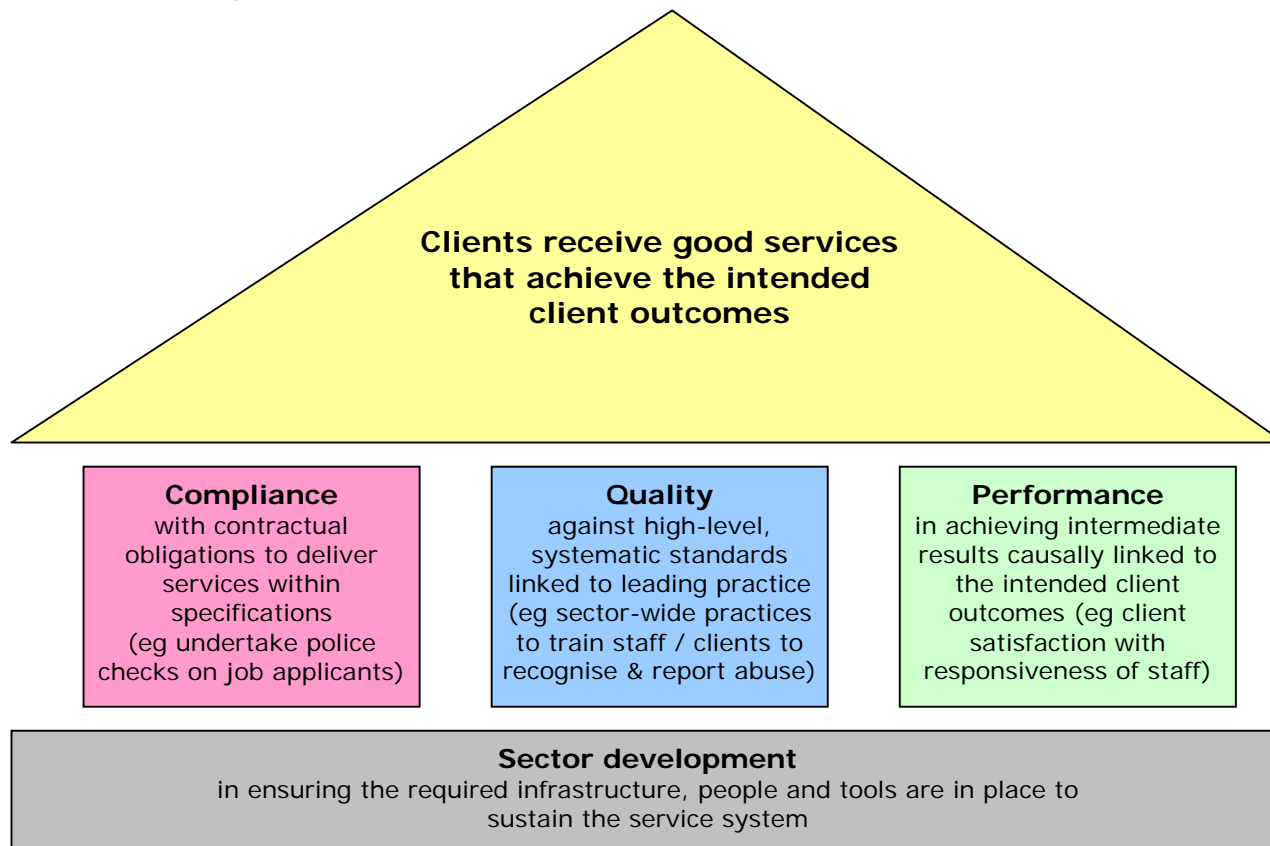 Clients receive good services
that achieve the intended
client outcomes
Compliance
with contractual
obligations to deliver
services within
specifications
(eg undertake police
checks on job applicants)
Quality
against high-level,
systematic standards
linked to leading practice
(eg sector-wide practices
to train staff / clients to
recognise & report abuse)
Performance
in achieving intermediate
results causally linked to
the intended client
outcomes (eg client
satisfaction with
responsiveness of staff)
Sector development
in ensuring the required infrastructure, people and tools are in place to
sustain the service system